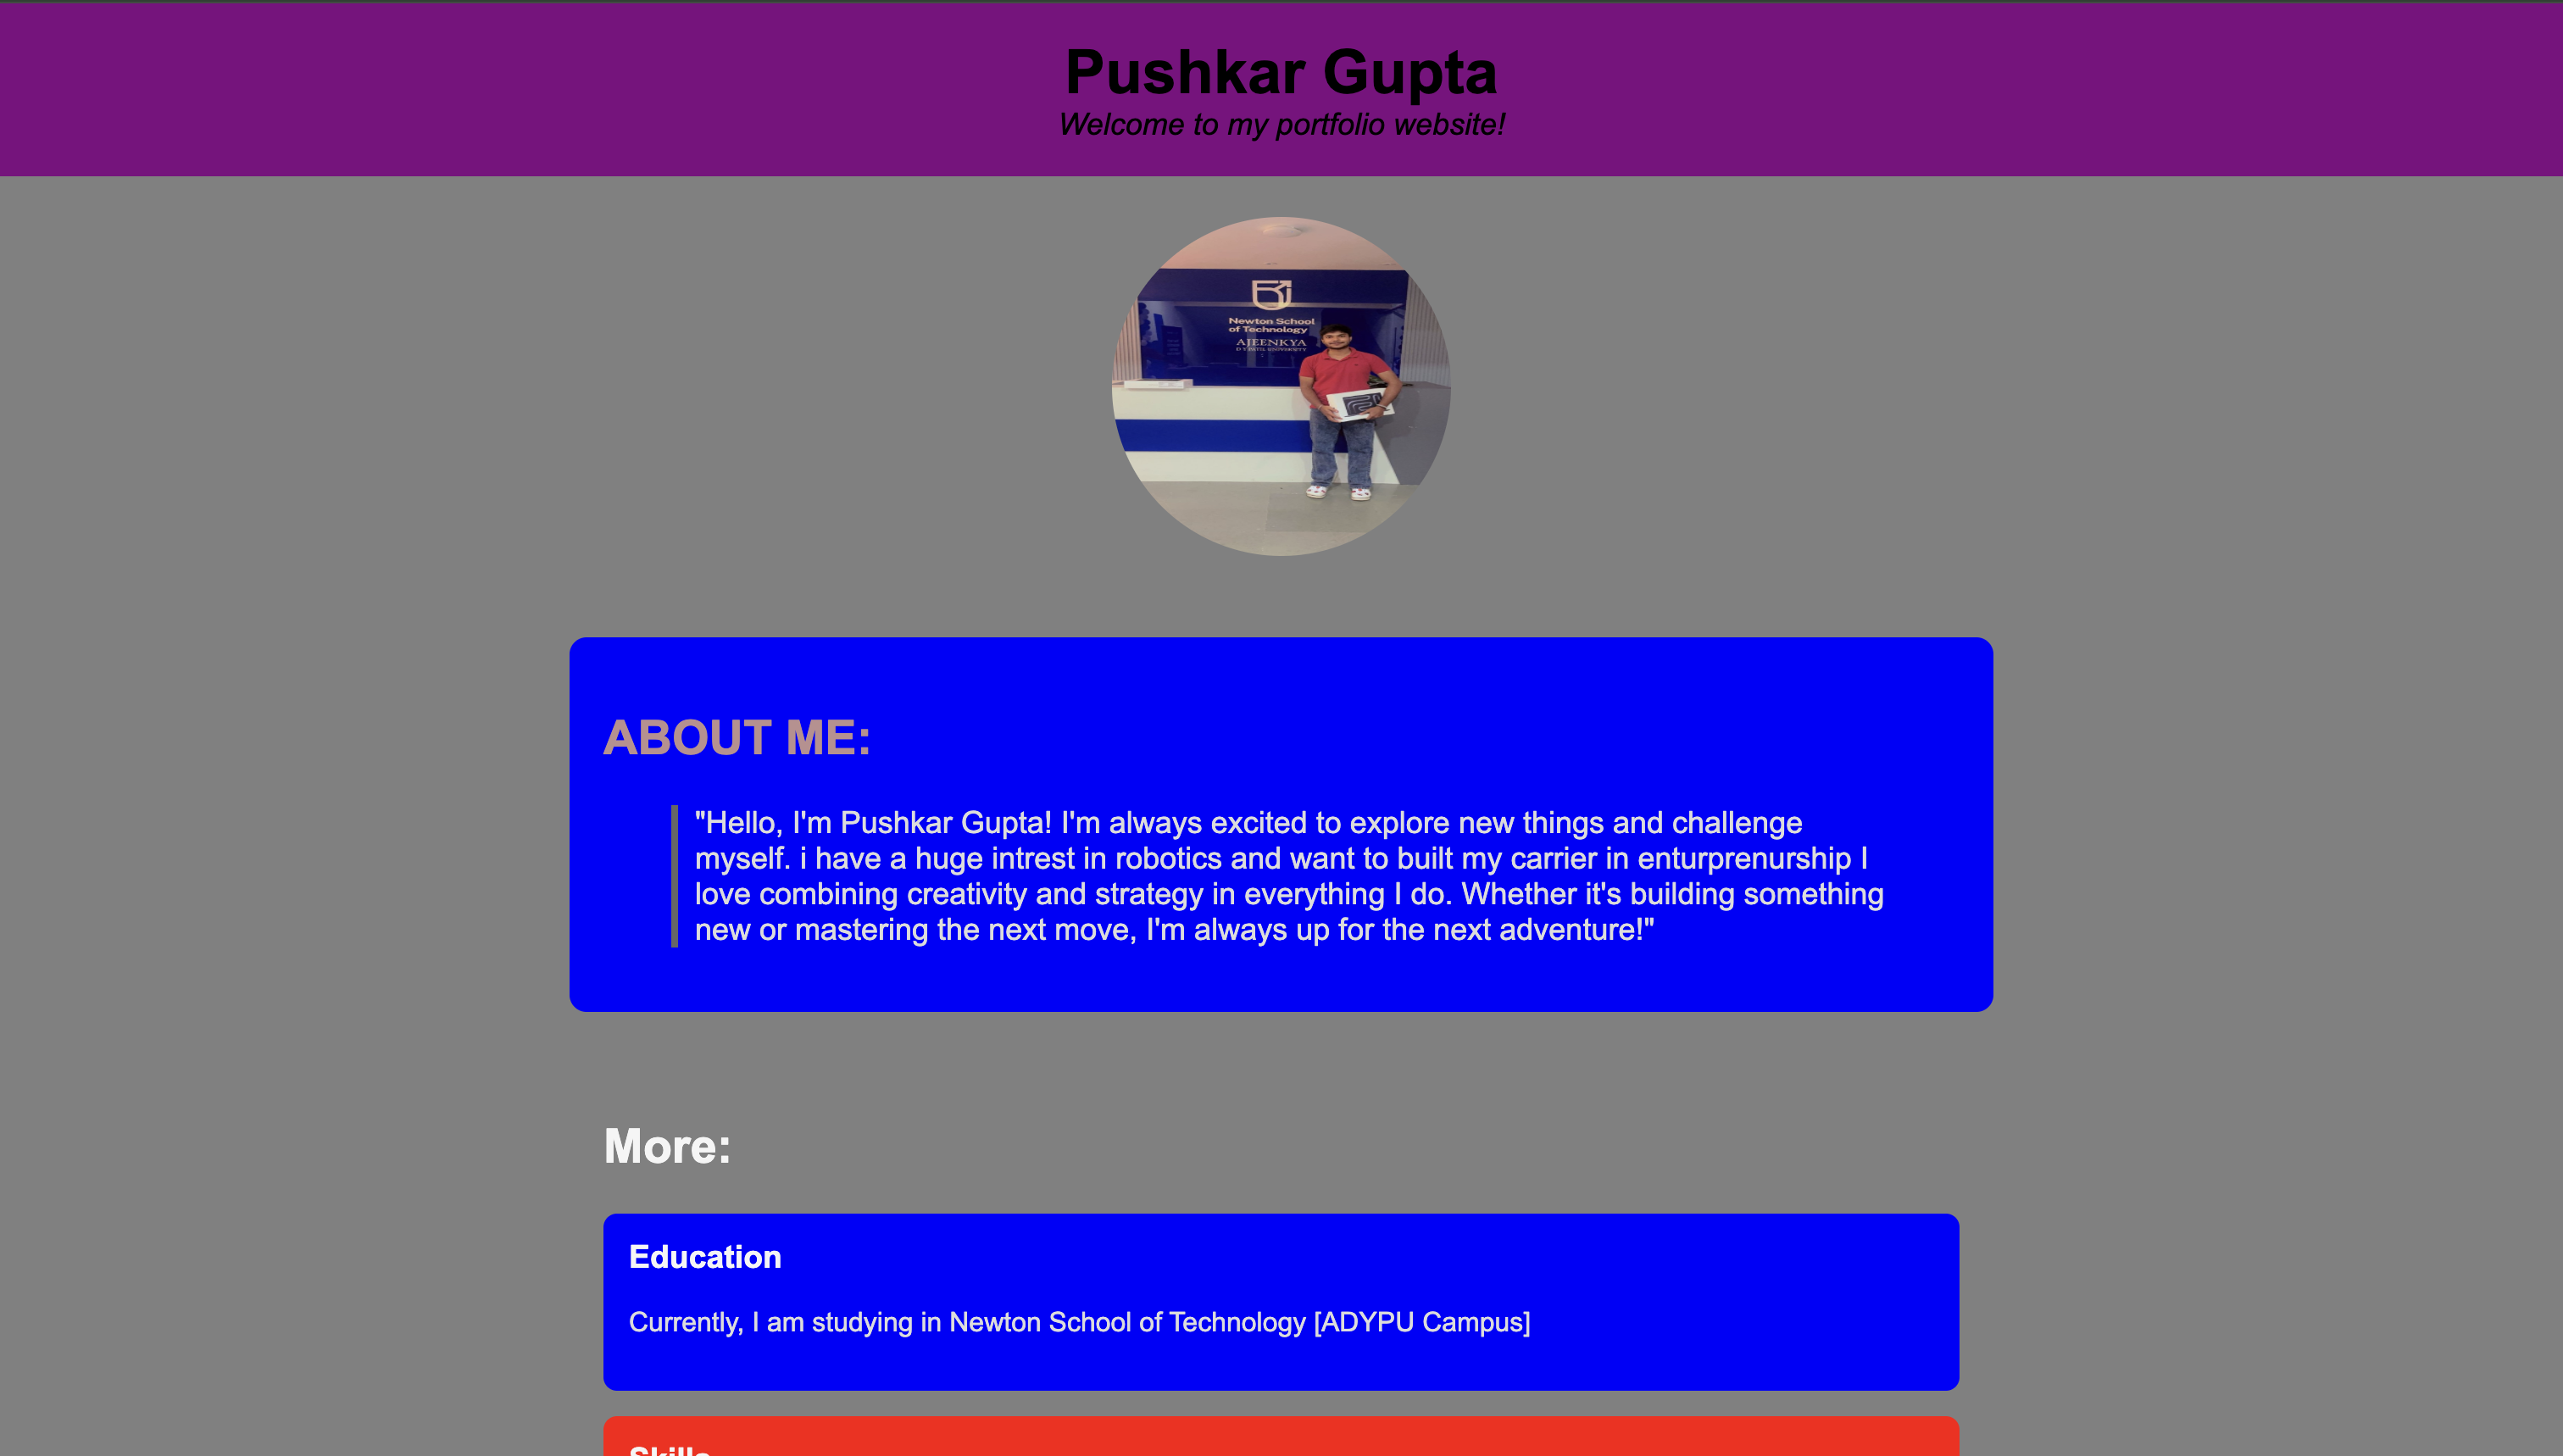 Pushkar Gupta
Welcome to my portfolio website!
Newton School
of Technology
AJEENKYA
D Y PATIL UNIVERSITY
ABOUT ME:
"Hello, I'm Pushkar Gupta! I'm always excited to explore new things and challenge
myself. i have a huge intrest in robotics and want to built my carrier in enturprenurship I
love combining creativity and strategy in everything I do. Whether it's building something
new or mastering the next move, I'm always up for the next adventure!"
More:
Education
Currently, I am studying in Newton School of Technology [ADYPU Campus]
Skills